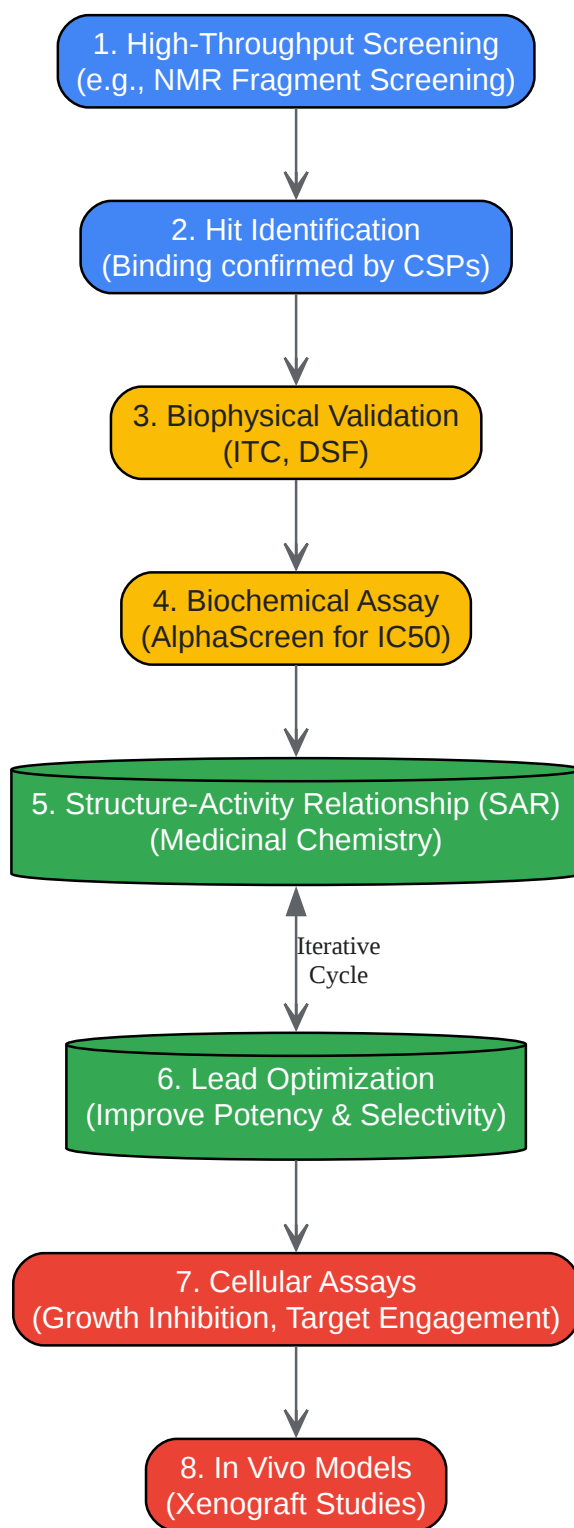 1. High-Throughput Screening
(e.g., NMR Fragment Screening)
2. Hit Identification
(Binding confirmed by CSPs)
3. Biophysical Validation
(ITC, DSF)
4. Biochemical Assay
(AlphaScreen for IC50)
5. Structure-Activity Relationship (SAR)
(Medicinal Chemistry)
Iterative
Cycle
6. Lead Optimization
(Improve Potency & Selectivity)
7. Cellular Assays
(Growth Inhibition, Target Engagement)
8. In Vivo Models
(Xenograft Studies)